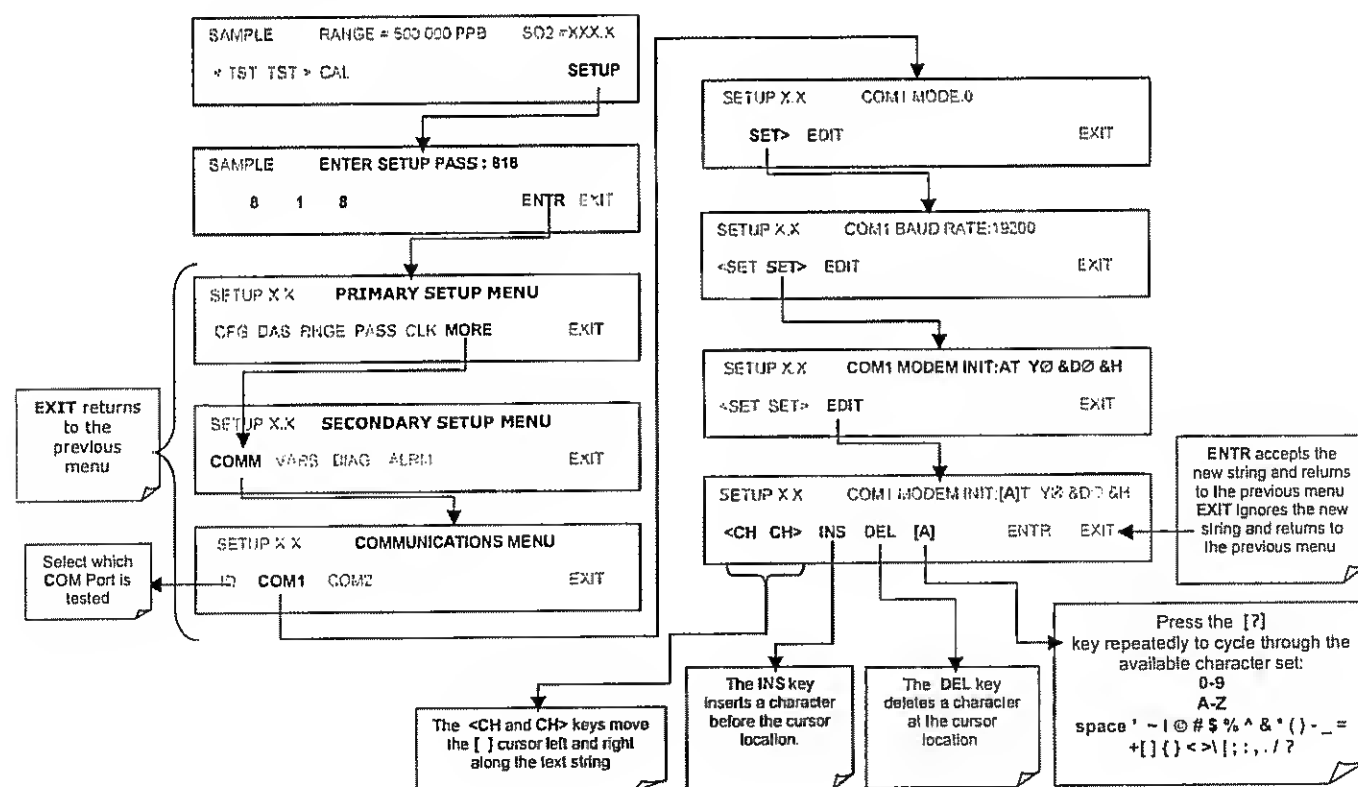 SAMPLE RANGE = 500.000 PPB SO2 =XXX.X
< TST TST > CAL SETUP
SAMPLE ENTER SETUP PASS : 818
8 1 8 ENTR EXIT
SETUP X.X PRIMARY SETUP MENU
CFG DAS RNGE PASS CLK MORE EXIT
EXIT returns
to the
previous
menu
SETUP X.X SECONDARY SETUP MENU
COMM VARS DIAG ALRM EXIT
SETUP X.X COMMUNICATIONS MENU
ID COM1 COM2 EXIT
Select which
COM Port is
tested
SETUP X.X COM1 MODE:0
SET> EDIT EXIT
SETUP X.X COM1 BAUD RATE:19200
<SET SET> EDIT EXIT
SETUP X.X COM1 MODEM INIT:AT YØ &DØ &H
<SET SET> EDIT EXIT
SETUP X.X COM1 MODEM INIT:[A]T YØ &DØ &H
<CH CH> INS DEL [A] ENTR EXIT
ENTR accepts the
new string and returns
to the previous menu
EXIT ignores the new
string and returns to
the previous menu
The <CH and CH> keys move
the [ ] cursor left and right
along the text string
The INS key
inserts a character
before the cursor
location.
The DEL key
deletes a character
at the cursor
location
Press the [?]
key repeatedly to cycle through the
available character set:
0-9
A-Z
space ' ~ | © # $ % ^ & * ( ) - _ =
+[ ] { } < >\ [ ; : , . / ?